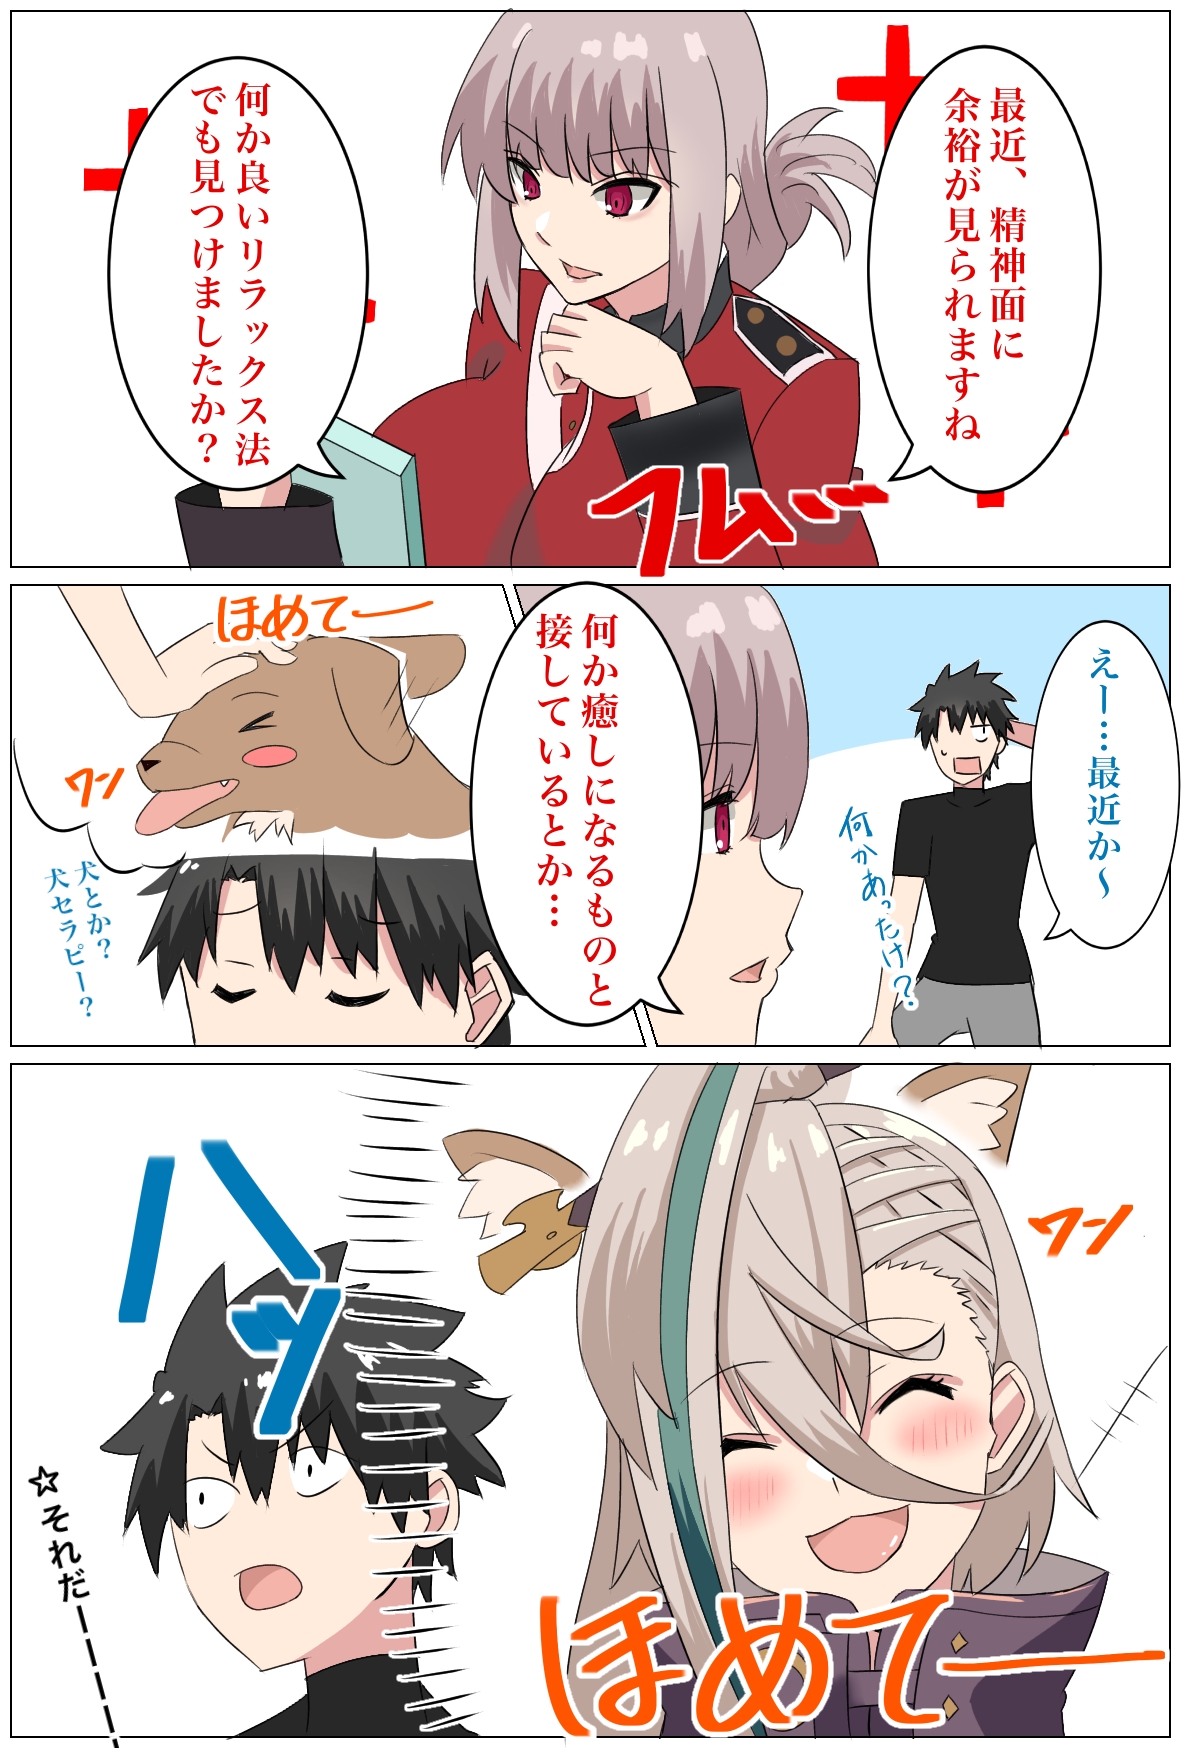 最近、精神面に
余裕が見られますね
何か良いリラックス法
でも見つけましたか？
フムー
えー…最近か～
何かあったけ？
何か癒しになるものと
接しているとか…
ほめてー
ワン
犬とか？
犬セラピー？
ワン
ほめてー
ハッ
☆それだーーーー